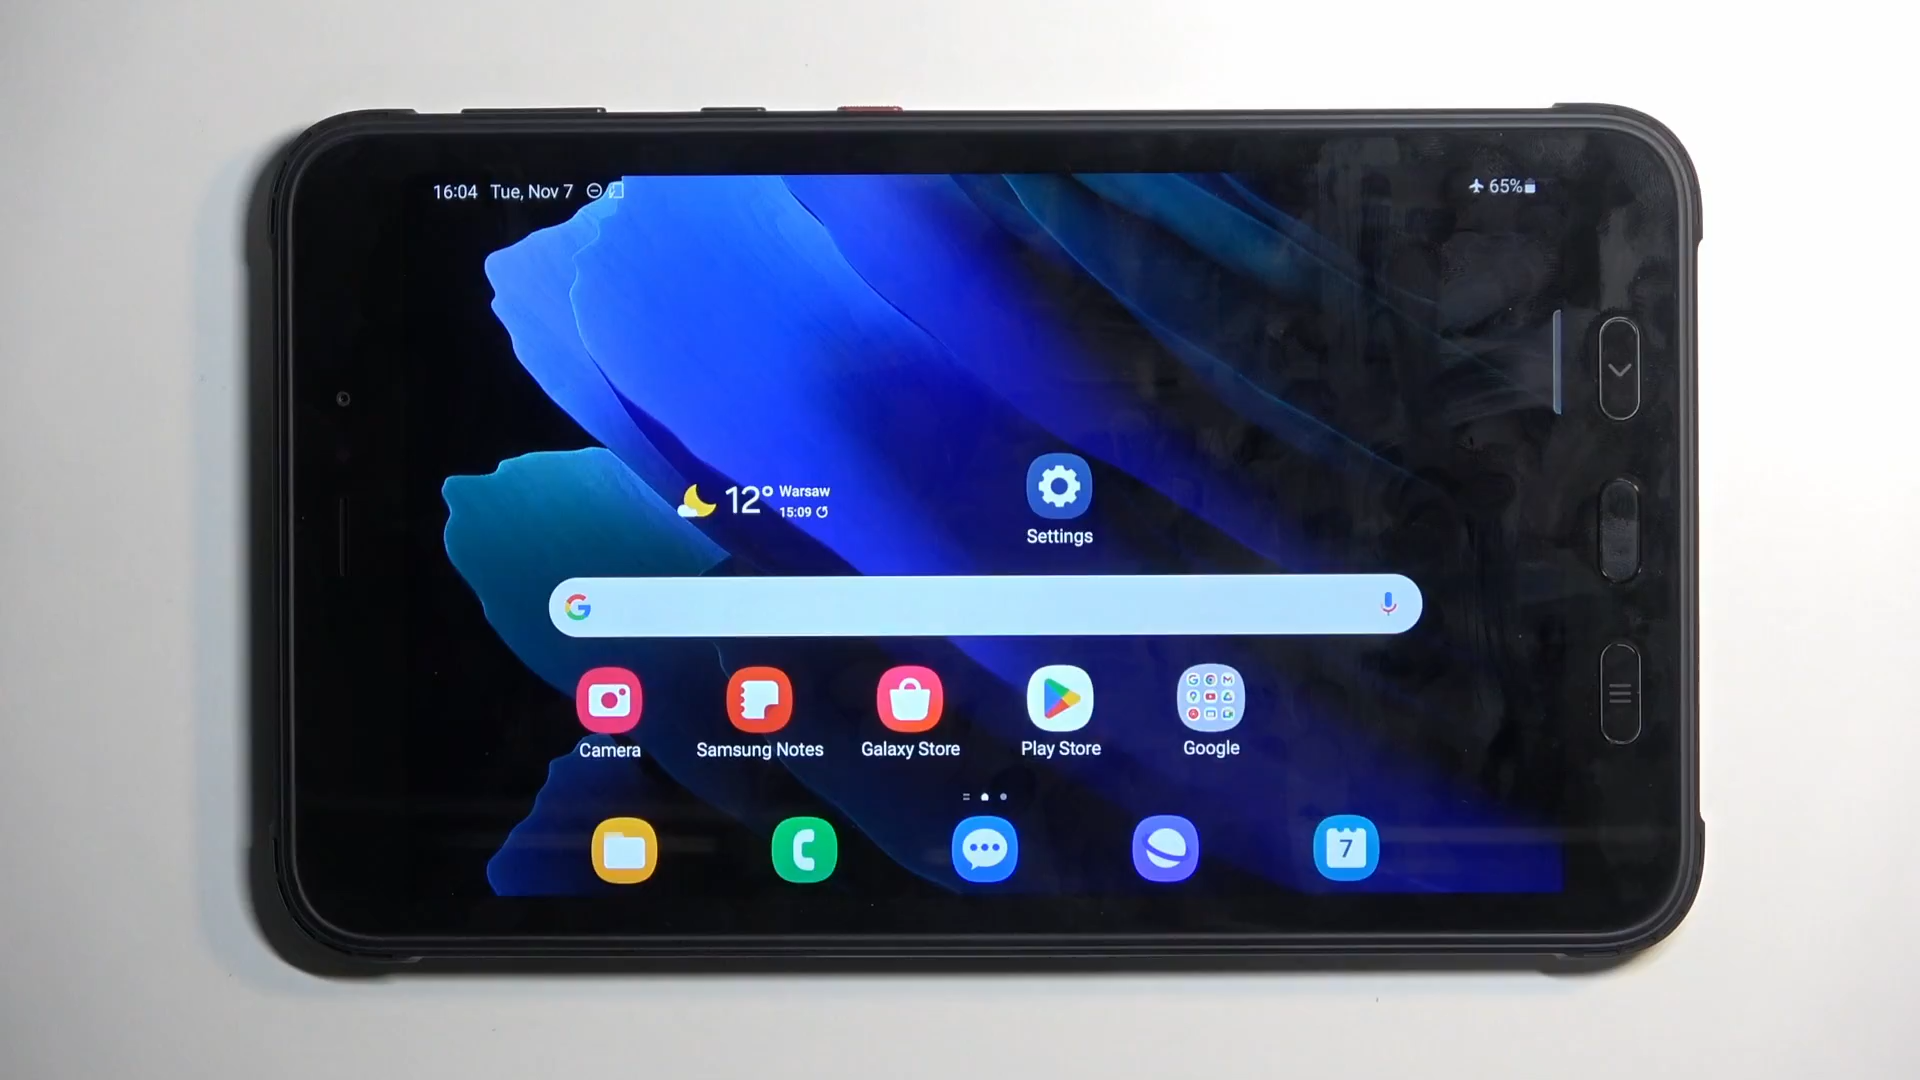 16:04 Tue, Nov 7
65%
12° Warsaw
15:09
Settings
G
Camera
Samsung Notes
Galaxy Store
Play Store
Google
7